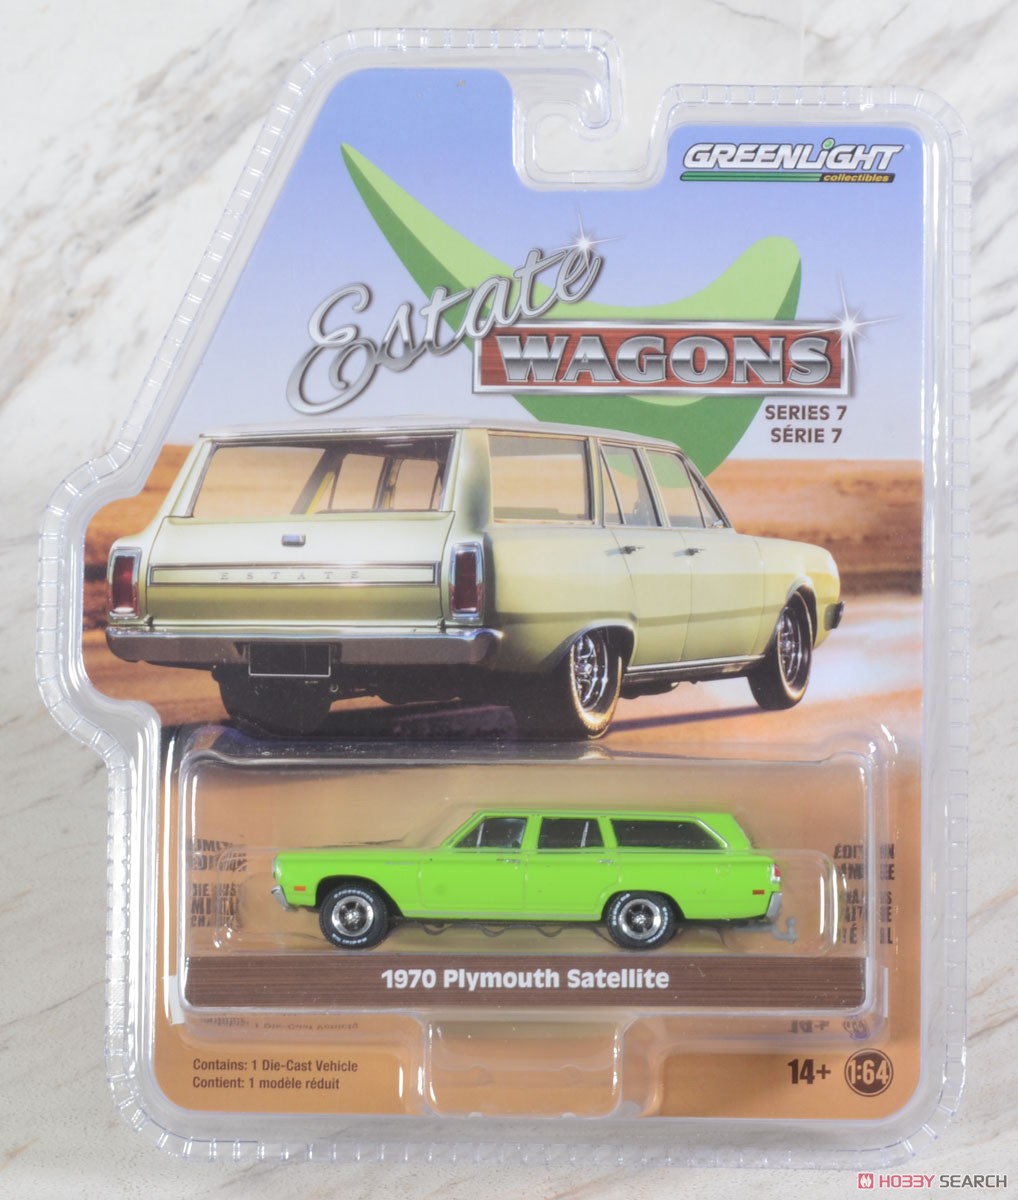 GREENLiGHT
collectibles
Estate
WAGONS
SERIES 7
SÉRIE 7
ESTATE
1970 Plymouth Satellite
Contains: 1 Die-Cast Vehicle
Contient: 1 modèle réduit
14+
1:64
HOBBY SEARCH